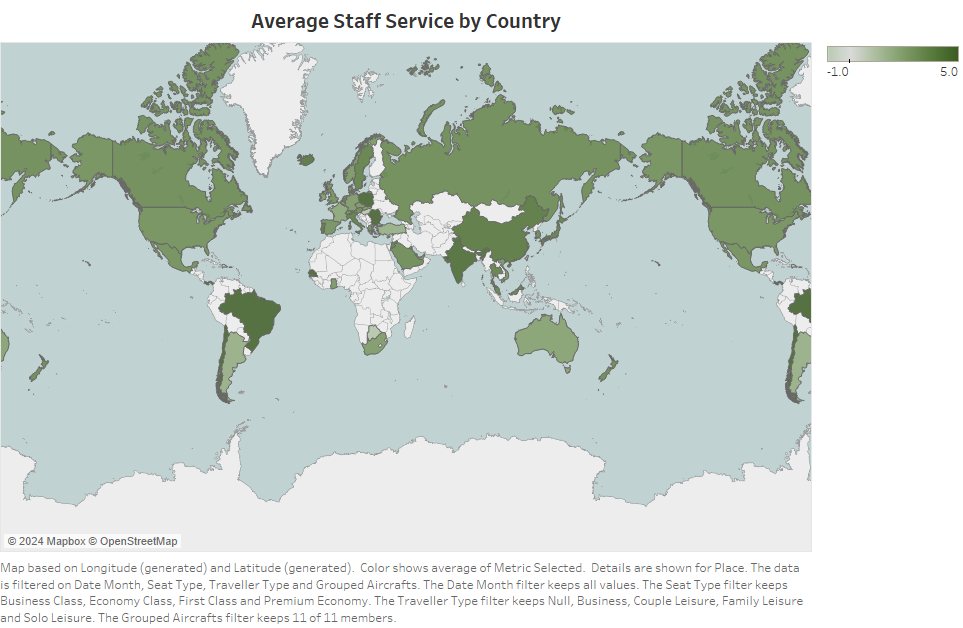 Average Staff Service by Country
-1.0 5.0
© 2024 Mapbox © OpenStreetMap
Map based on Longitude (generated) and Latitude (generated). Color shows average of Metric Selected. Details are shown for Place. The data
is filtered on Date Month, Seat Type, Traveller Type and Grouped Aircrafts. The Date Month filter keeps all values. The Seat Type filter keeps
Business Class, Economy Class, First Class and Premium Economy. The Traveller Type filter keeps Null, Business, Couple Leisure, Family Leisure
and Solo Leisure. The Grouped Aircrafts filter keeps 11 of 11 members.